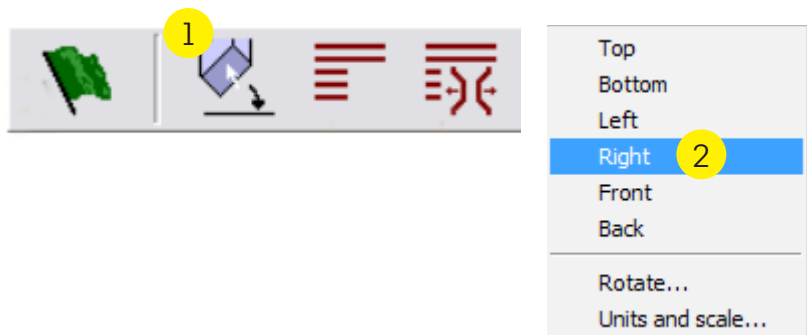 1
Top
Bottom
Left
Right 2
Front
Back
Rotate...
Units and scale...